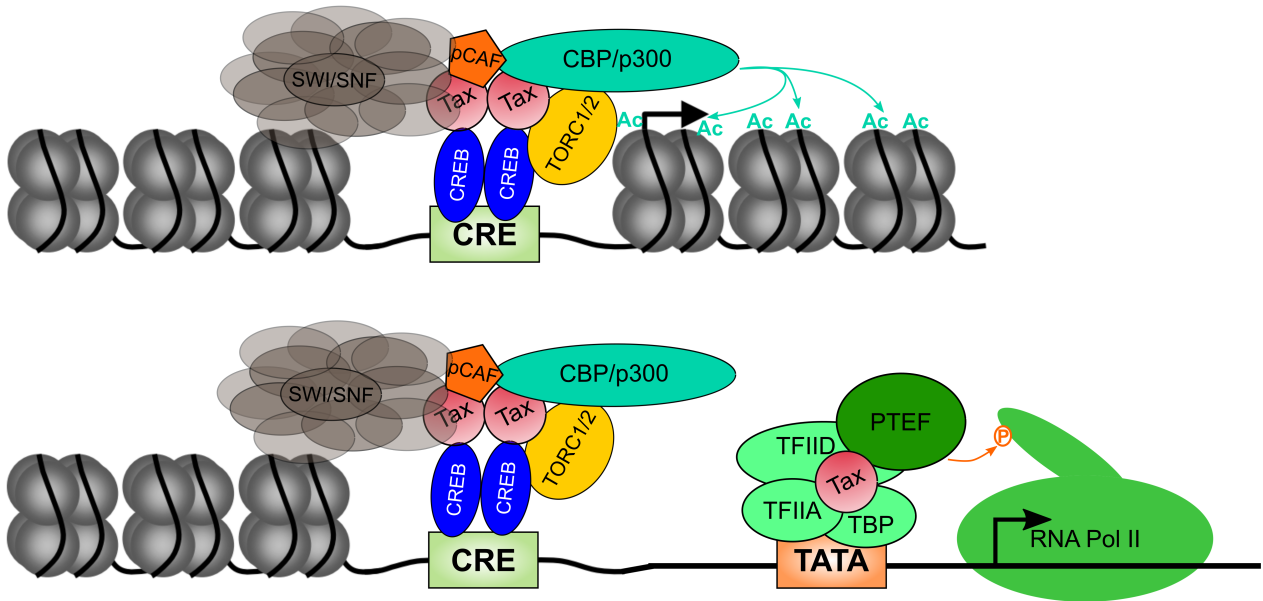 pCAF
CBP/p300
SWI/SNF
Tax
Tax
TORC1/2
Ac
Ac
Ac
Ac
Ac
Ac
CREB
CREB
CRE
pCAF
CBP/p300
SWI/SNF
Tax
Tax
TORC1/2
PTEF
TFIID
P
Tax
CREB
CREB
TFIIA
TBP
RNA Pol II
CRE
TATA